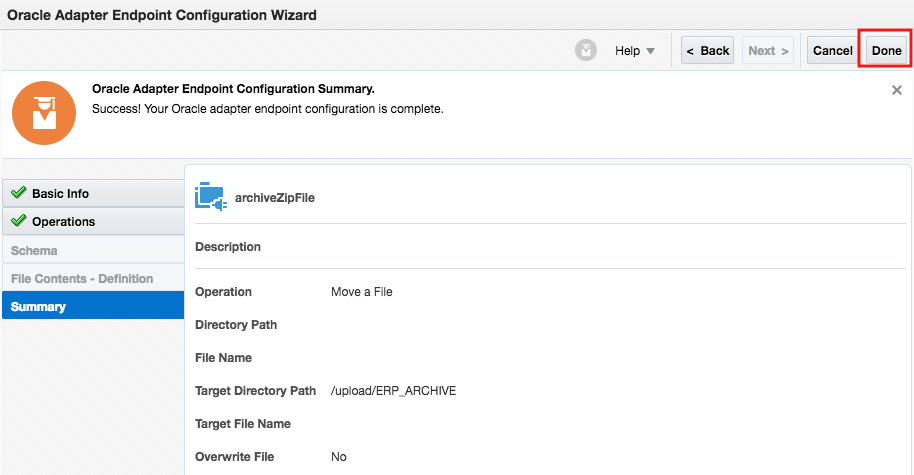 Oracle Adapter Endpoint Configuration Wizard
Help < Back Next > Cancel Done
Oracle Adapter Endpoint Configuration Summary.
Success! Your Oracle adapter endpoint configuration is complete.
Basic Info
Operations
Schema
File Contents - Definition
Summary
archiveZipFile
Description
Operation Move a File
Directory Path
File Name
Target Directory Path /upload/ERP_ARCHIVE
Target File Name
Overwrite File No